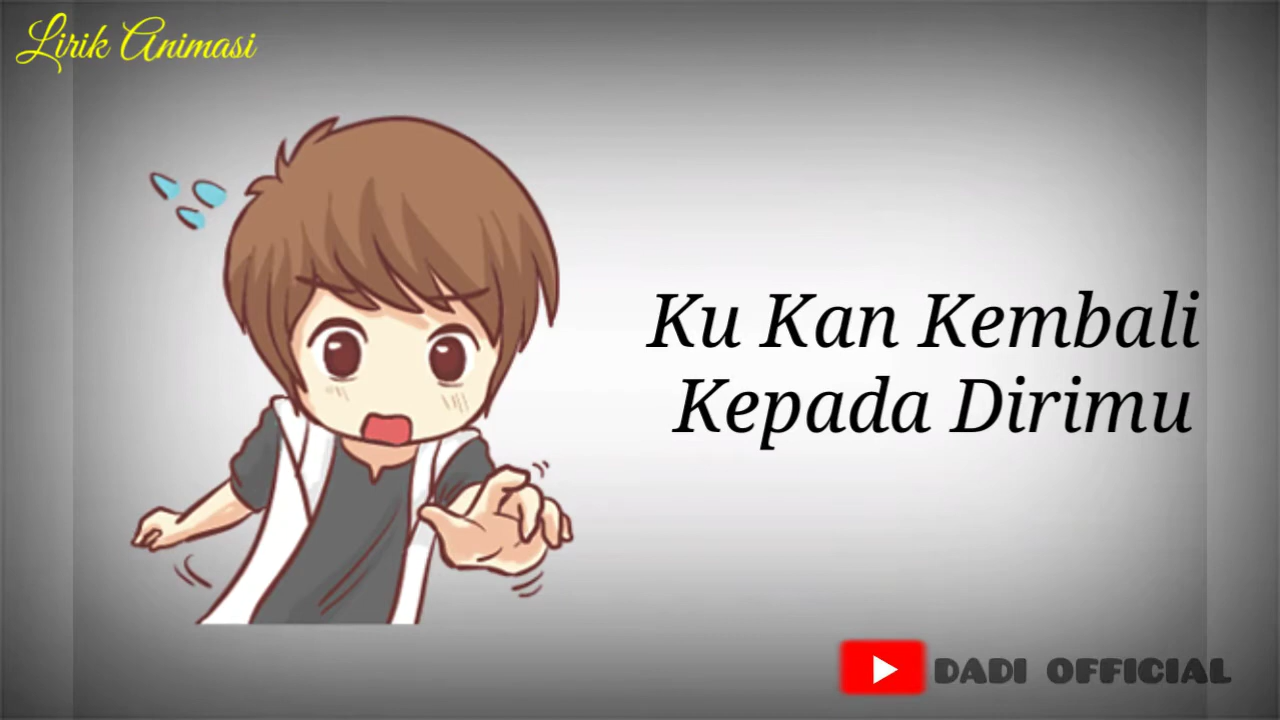 Lirik Animasi
Ku Kan Kembali
Kepada Dirimu
DADI OFFICIAL